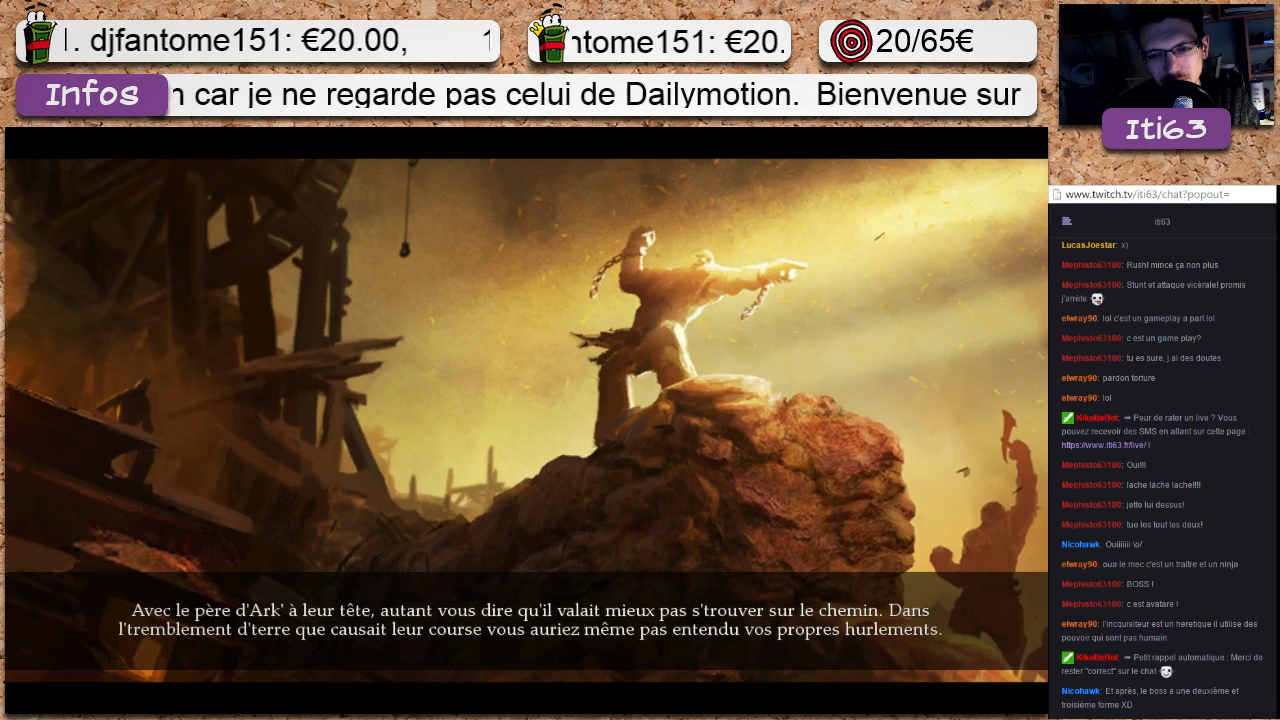 . djfantome151: €20.00,
ntome151: €20.
20/65€
Infos
n car je ne regarde pas celui de Dailymotion. Bienvenue sur
Iti63
www.twitch.tv/iti63/chat?popout=
iti63
LucasJoestar: x)
Mephisto63100: Rush! mince ça non plus
Mephisto63100: Stunt et attaque vicérale! promis
j'arrète
elwray90: lol c'est un gameplay a part lol
Mephisto63100: c est un game play?
Mephisto63100: tu es sure, j ai des doutes
elwray90: pardon torture
elwray90: lol
KiketteBot: ➠ Peur de rater un live ? Vous
pouvez recevoir des SMS en allant sur cette page :
https://www.iti63.fr/live/ !
Mephisto63100: Oui!!!
Mephisto63100: lache lache lache!!!!
Mephisto63100: jette lui dessus!
Mephisto63100: tue les tout les deux!
Nicohawk: Ouiiiiiii \o/
elwray90: oua le mec c'est un traitre et un ninja
Mephisto63100: BOSS !
Mephisto63100: c est avatare !
elwray90: l'incquisiteur est un heretique il utilise des
pouvoir qui sont pas humain
KiketteBot: ➠ Petit rappel automatique : Merci de
rester "correct" sur le chat
Nicohawk: Et après, le boss a une deuxième et
troisième forme XD
Avec le père d'Ark' à leur tête, autant vous dire qu'il valait mieux pas s'trouver sur le chemin. Dans
l'tremblement d'terre que causait leur course vous auriez même pas entendu vos propres hurlements.